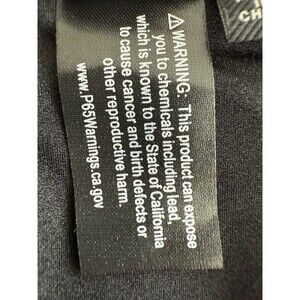 ⚠WARNING: This product can expose
you to chemicals including lead,
which is known to the State of California
to cause cancer and birth defects or
other reproductive harm.
www.P65Warnings.ca.gov
CH